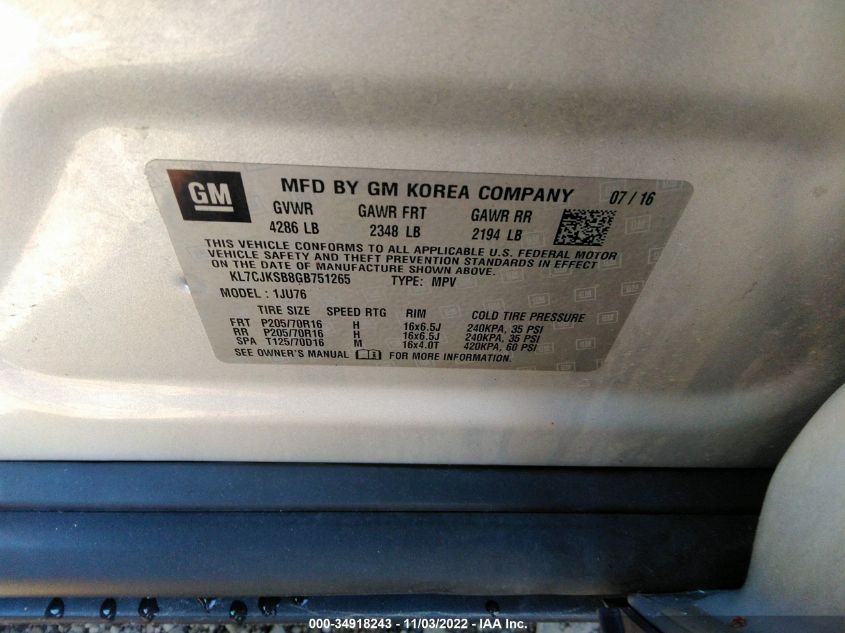 GM
MFD BY GM KOREA COMPANY 07 / 16
GVWR GAWR FRT GAWR RR
4286 LB 2348 LB 2194 LB
THIS VEHICLE CONFORMS TO ALL APPLICABLE U.S. FEDERAL MOTOR
VEHICLE SAFETY AND THEFT PREVENTION STANDARDS IN EFFECT
ON THE DATE OF MANUFACTURE SHOWN ABOVE.
KL7CJKSB8GB751265 TYPE: MPV
MODEL : 1JU76
TIRE SIZE SPEED RTG RIM COLD TIRE PRESSURE
FRT P205/70R16 H 16x6.5J 240KPA, 35 PSI
RR P205/70R16 H 16x6.5J 240KPA, 35 PSI
SPA T125/70D16 M 16x4.0T 420KPA, 60 PSI
SEE OWNER'S MANUAL FOR MORE INFORMATION.
000-34918243 - 11/03/2022 - IAA Inc.